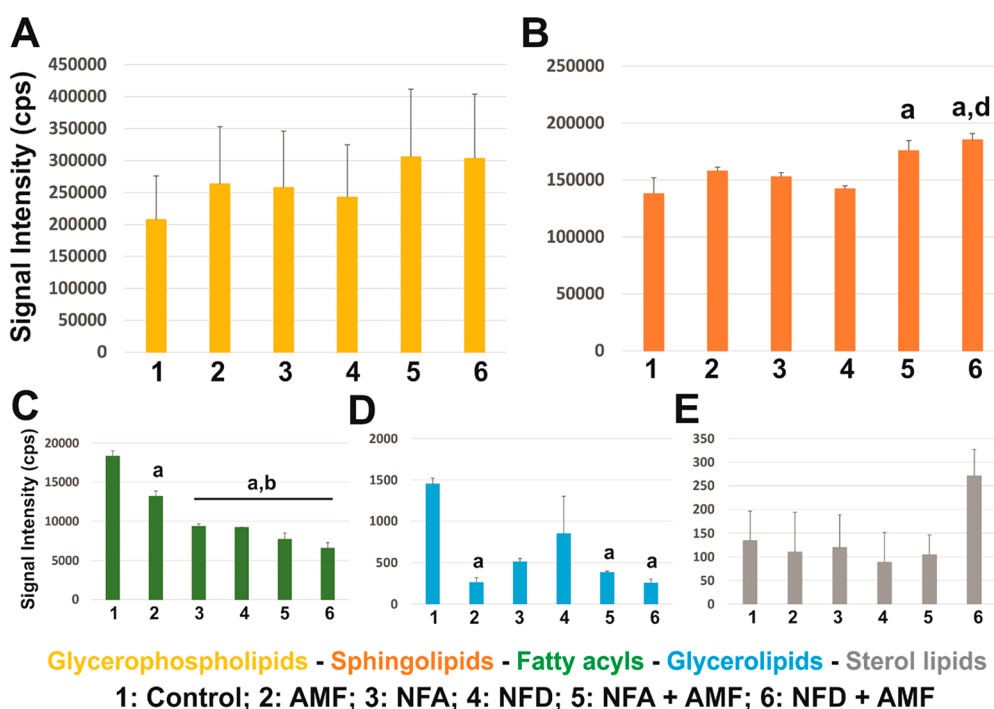 A
Signal Intensity (cps)
450000
400000
350000
300000
250000
200000
150000
100000
50000
0
1 2 3 4 5 6
B
250000
200000
150000
100000
50000
0
a a,d
1 2 3 4 5 6
C
Signal Intensity (cps)
20000
15000
10000
5000
0
a a,b
1 2 3 4 5 6
D
2000
1500
1000
500
0
a a a
1 2 3 4 5 6
E
350
300
250
200
150
100
50
0
1 2 3 4 5 6
Glycerophospholipids - Sphingolipids - Fatty acyls - Glycerolipids - Sterol lipids
1: Control; 2: AMF; 3: NFA; 4: NFD; 5: NFA + AMF; 6: NFD + AMF